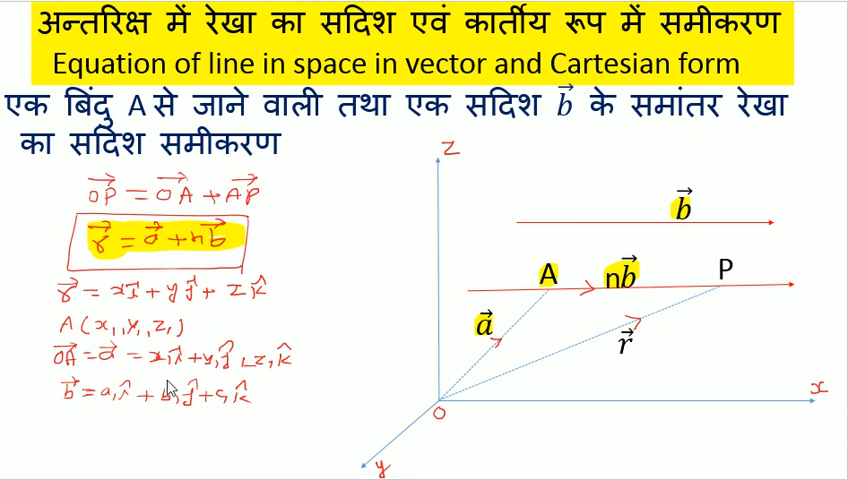 अन्तरिक्ष में रेखा का सदिश एवं कार्तीय रूप में समीकरण
Equation of line in space in vector and Cartesian form
एक बिंदु A से जाने वाली तथा एक सदिश b⃗ के समांतर रेखा
का सदिश समीकरण
OP⃗ = OA⃗ + AP⃗
r⃗ = a⃗ + nb⃗
r⃗ = xî + yĵ + zk̂
A(x₁, y₁, z₁)
OA⃗ = a⃗ = x₁î + y₁ĵ + z₁k̂
b⃗ = a₁î + b₁ĵ + c₁k̂
z
b⃗
A
nb⃗
P
a⃗
r⃗
O
x
y